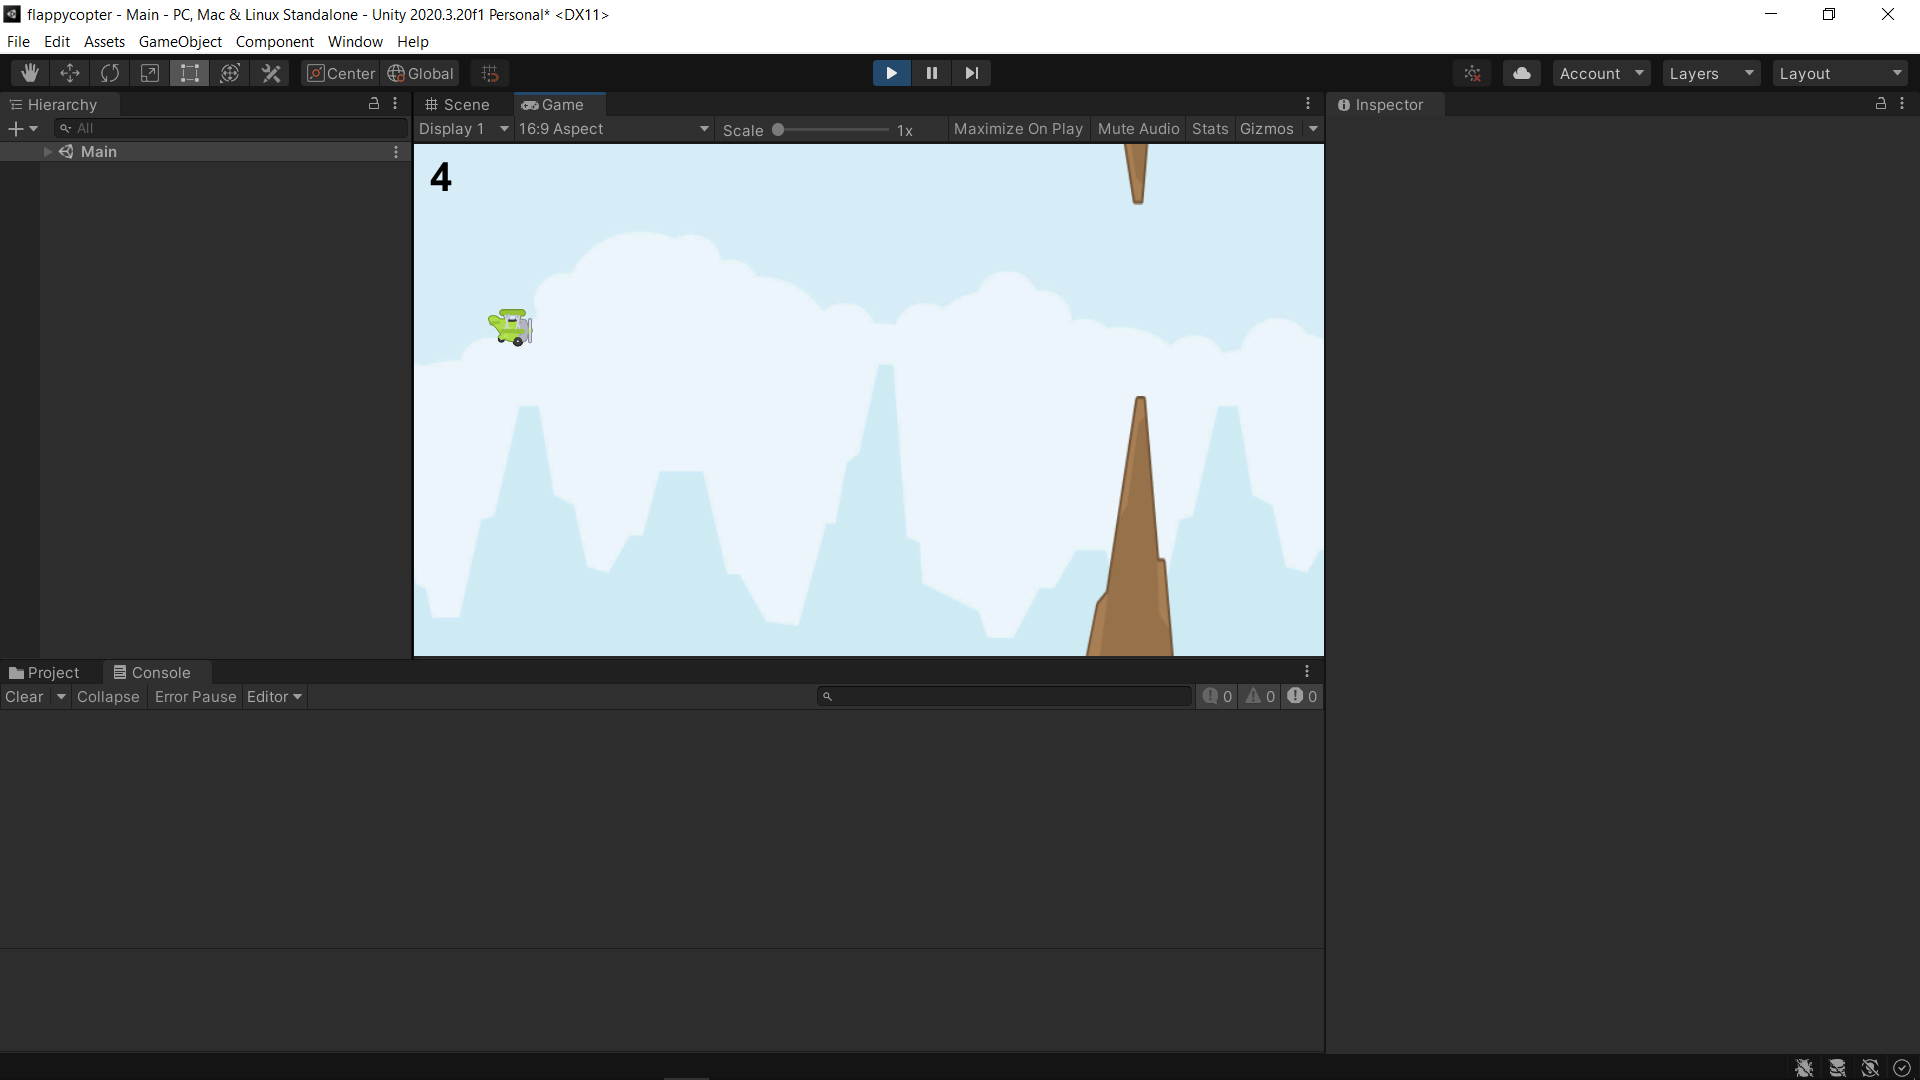 flappycopter - Main - PC, Mac & Linux Standalone - Unity 2020.3.20f1 Personal* <DX11>
File Edit Assets GameObject Component Window Help
Center Global Account Layers Layout
Hierarchy Scene Game Inspector
All Display 1 16:9 Aspect Scale 1x Maximize On Play Mute Audio Stats Gizmos
Main
4
Project Console
Clear Collapse Error Pause Editor 0 0 0